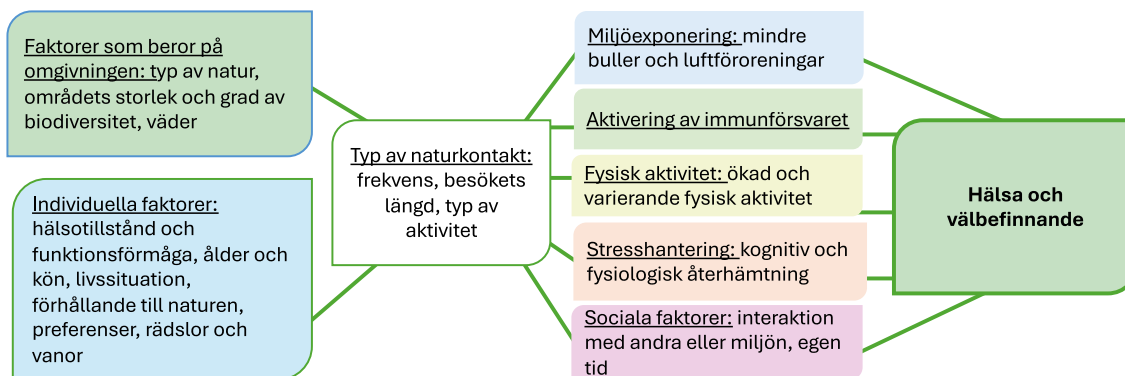 Faktorer som beror på
omgivningen: typ av natur,
områdets storlek och grad av
biodiversitet, väder
Individuella faktorer:
hälsotillstånd och
funktionsförmåga, ålder och
kön, livssituation,
förhållande till naturen,
preferenser, rädslor och
vanor
Typ av naturkontakt:
frekvens, besökets
längd, typ av
aktivitet
Miljöexponering: mindre
buller och luftföroreningar
Aktivering av immunförsvaret
Fysisk aktivitet: ökad och
varierande fysisk aktivitet
Stresshantering: kognitiv och
fysiologisk återhämtning
Sociala faktorer: interaktion
med andra eller miljön, egen
tid
Hälsa och
välbefinnande